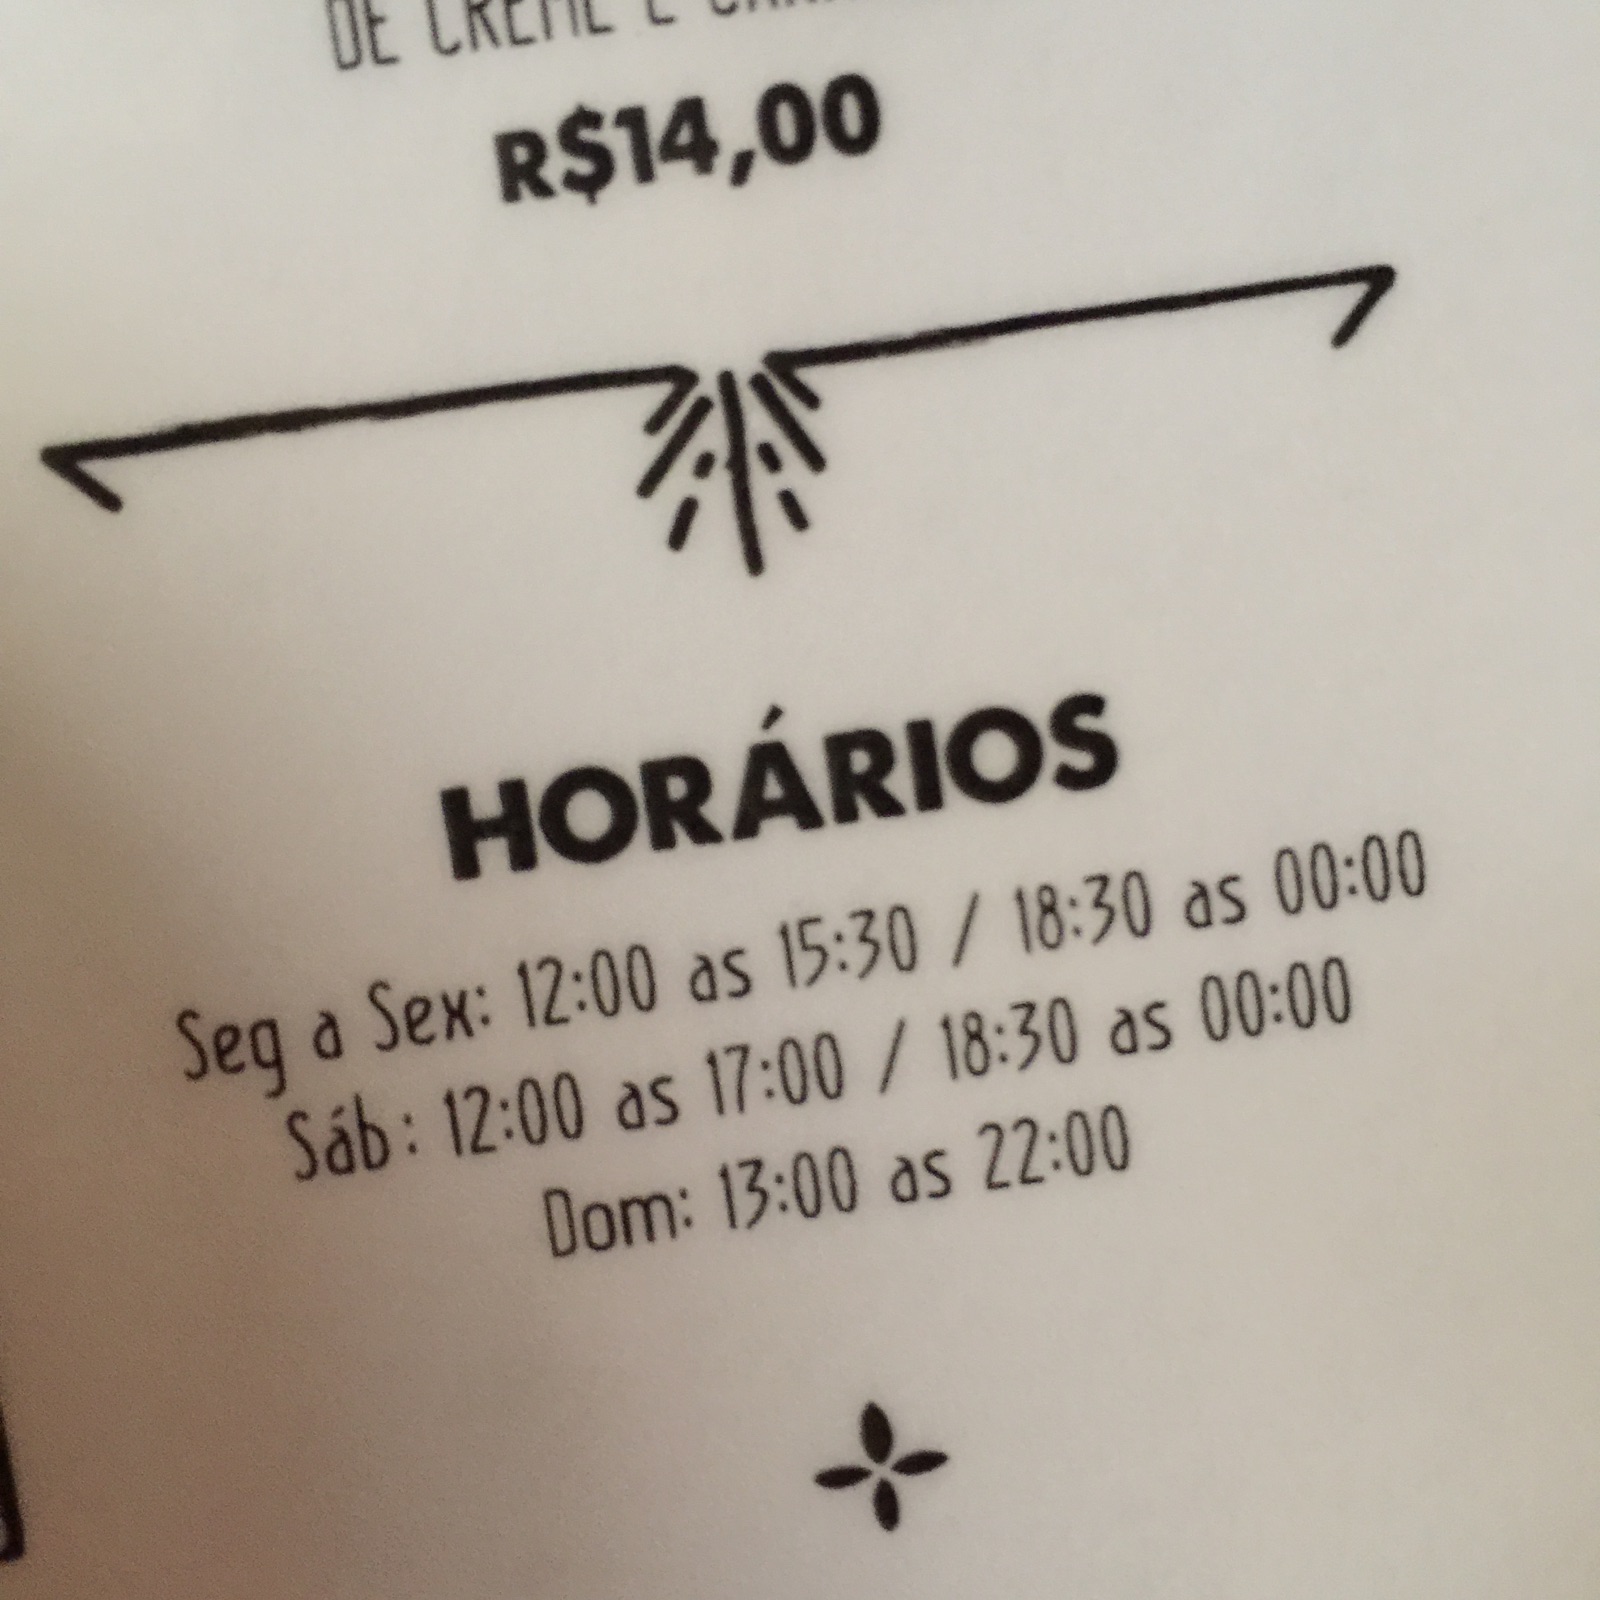 DE CREME E
R$14,00
HORÁRIOS
Seg a Sex: 12:00 as 15:30 / 18:30 as 00:00
Sáb: 12:00 as 17:00 / 18:30 as 00:00
Dom: 13:00 as 22:00